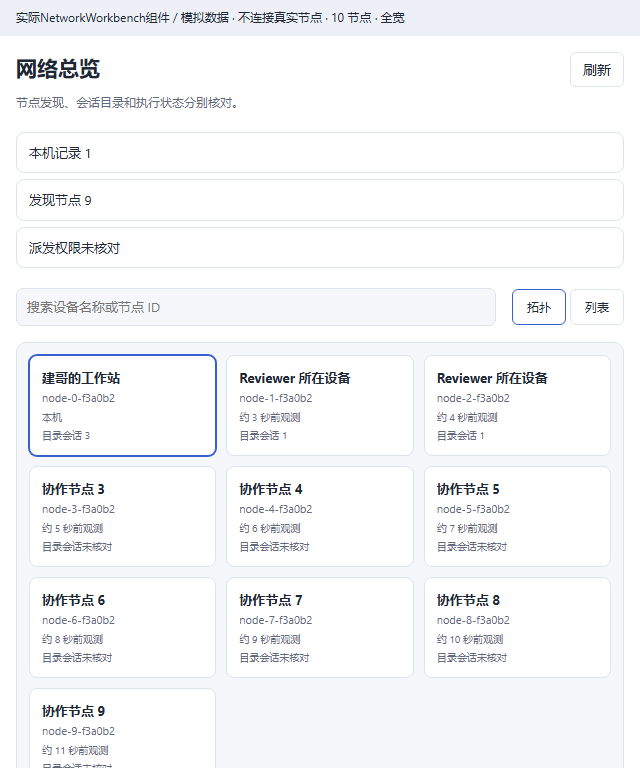 实际NetworkWorkbench组件 / 模拟数据 · 不连接真实节点 · 10 节点 · 全宽
网络总览
刷新
节点发现、会话目录和执行状态分别核对。
本机记录 1
发现节点 9
派发权限未核对
搜索设备名称或节点 ID
拓扑
列表
建哥的工作站
node-0-f3a0b2
本机
目录会话 3
Reviewer 所在设备
node-1-f3a0b2
约 3 秒前观测
目录会话 1
Reviewer 所在设备
node-2-f3a0b2
约 4 秒前观测
目录会话 1
协作节点 3
node-3-f3a0b2
约 5 秒前观测
目录会话未核对
协作节点 4
node-4-f3a0b2
约 6 秒前观测
目录会话未核对
协作节点 5
node-5-f3a0b2
约 7 秒前观测
目录会话未核对
协作节点 6
node-6-f3a0b2
约 8 秒前观测
目录会话未核对
协作节点 7
node-7-f3a0b2
约 9 秒前观测
目录会话未核对
协作节点 8
node-8-f3a0b2
约 10 秒前观测
目录会话未核对
协作节点 9
node-9-f3a0b2
约 11 秒前观测
目录会话未核对